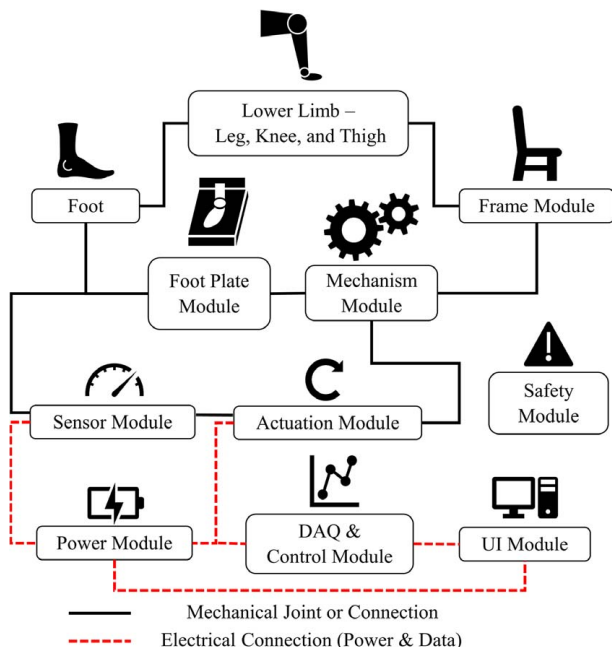 Lower Limb –
Leg, Knee, and Thigh
Foot
Frame Module
Foot Plate
Module
Mechanism
Module
Safety
Module
Sensor Module
Actuation Module
Power Module
DAQ &
Control Module
UI Module
Mechanical Joint or Connection
Electrical Connection (Power & Data)